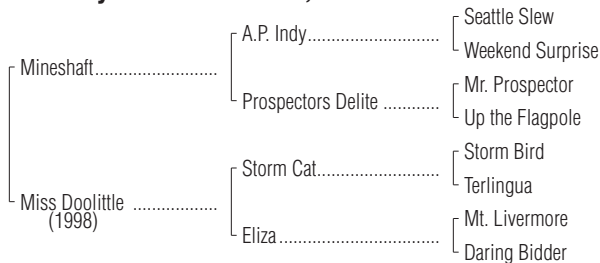 Seattle Slew
A.P. Indy..............................
Weekend Surprise
Mineshaft..........................
Mr. Prospector
Prospectors Delite ............
Up the Flagpole
Storm Bird
Storm Cat............................
Terlingua
Miss Doolittle ..................
(1998)
Mt. Livermore
Eliza....................................
Daring Bidder